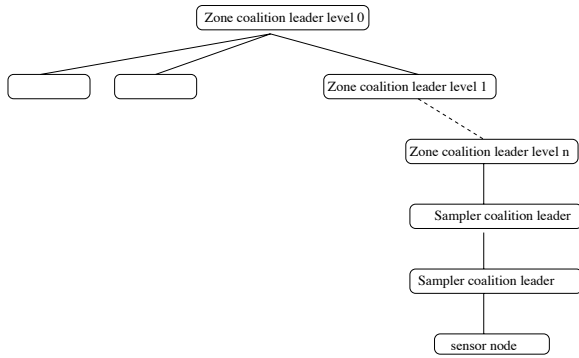 Zone coalition leader level 0
Zone coalition leader level 1
Zone coalition leader level n
Sampler coalition leader
Sampler coalition leader
sensor node